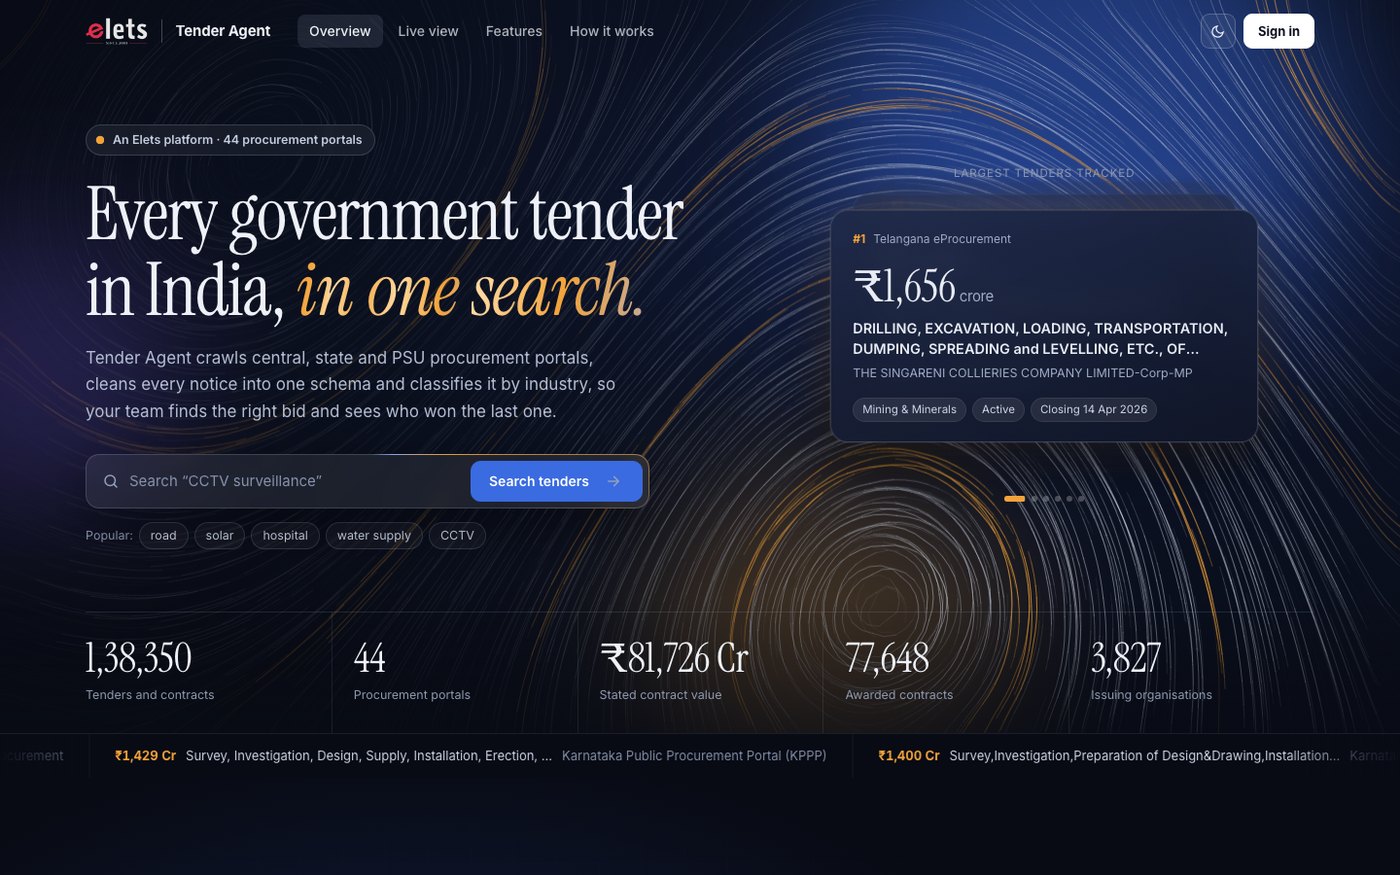 elets
SINCE 2003
Tender Agent
Overview
Live view
Features
How it works
Sign in
An Elets platform · 44 procurement portals
Every government tender
in India, in one search.
Tender Agent crawls central, state and PSU procurement portals,
cleans every notice into one schema and classifies it by industry, so
your team finds the right bid and sees who won the last one.
Search “CCTV surveillance”
Search tenders
Popular:
road
solar
hospital
water supply
CCTV
LARGEST TENDERS TRACKED
#1 Telangana eProcurement
₹1,656 crore
DRILLING, EXCAVATION, LOADING, TRANSPORTATION,
DUMPING, SPREADING and LEVELLING, ETC., OF…
THE SINGARENI COLLIERIES COMPANY LIMITED-Corp-MP
Mining & Minerals
Active
Closing 14 Apr 2026
1,38,350
Tenders and contracts
44
Procurement portals
₹81,726 Cr
Stated contract value
77,648
Awarded contracts
3,827
Issuing organisations
₹1,429 Cr Survey, Investigation, Design, Supply, Installation, Erection, … Karnataka Public Procurement Portal (KPPP)
₹1,400 Cr Survey,Investigation,Preparation of Design&Drawing,Installation…